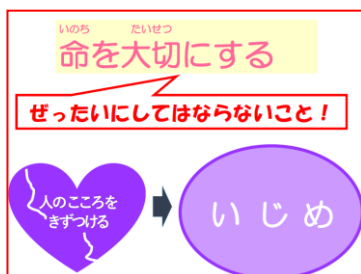 いのち たいせつ
命を大切にする
ぜったいにしてはならないこと！
人のこころを
きずつける
いじめ